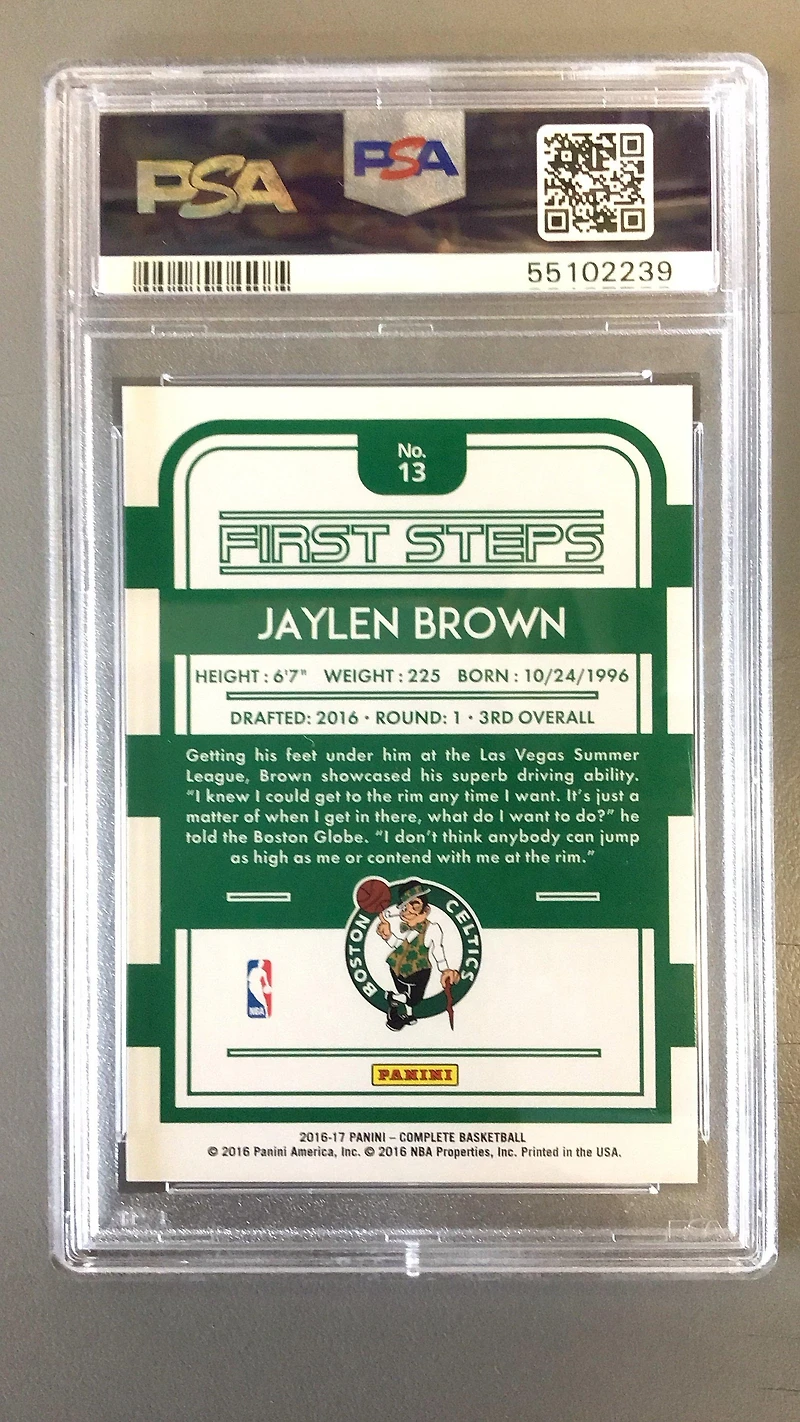 PSA
PSA
55102239
No.
13
FIRST STEPS
JAYLEN BROWN
HEIGHT : 6'7" WEIGHT : 225 BORN : 10/24/1996
DRAFTED: 2016 • ROUND: 1 • 3RD OVERALL
Getting his feet under him at the Las Vegas Summer
League, Brown showcased his superb driving ability.
“I knew I could get to the rim any time I want. It’s just a
matter of when I get in there, what do I want to do?” he
told the Boston Globe. “I don’t think anybody can jump
as high as me or contend with me at the rim.”
BOSTON CELTICS
NBA
PANINI
2016-17 PANINI – COMPLETE BASKETBALL
© 2016 Panini America, Inc. © 2016 NBA Properties, Inc. Printed in the USA.
PSA